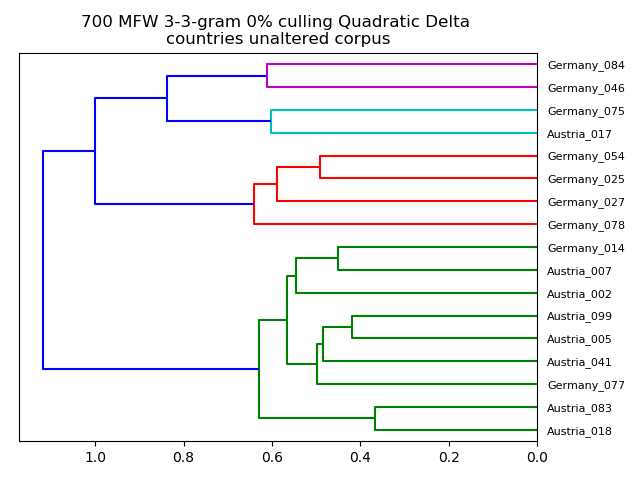 700 MFW 3-3-gram 0% culling Quadratic Delta
countries unaltered corpus
Germany_084
Germany_046
Germany_075
Austria_017
Germany_054
Germany_025
Germany_027
Germany_078
Germany_014
Austria_007
Austria_002
Austria_099
Austria_005
Austria_041
Germany_077
Austria_083
Austria_018
1.0 0.8 0.6 0.4 0.2 0.0